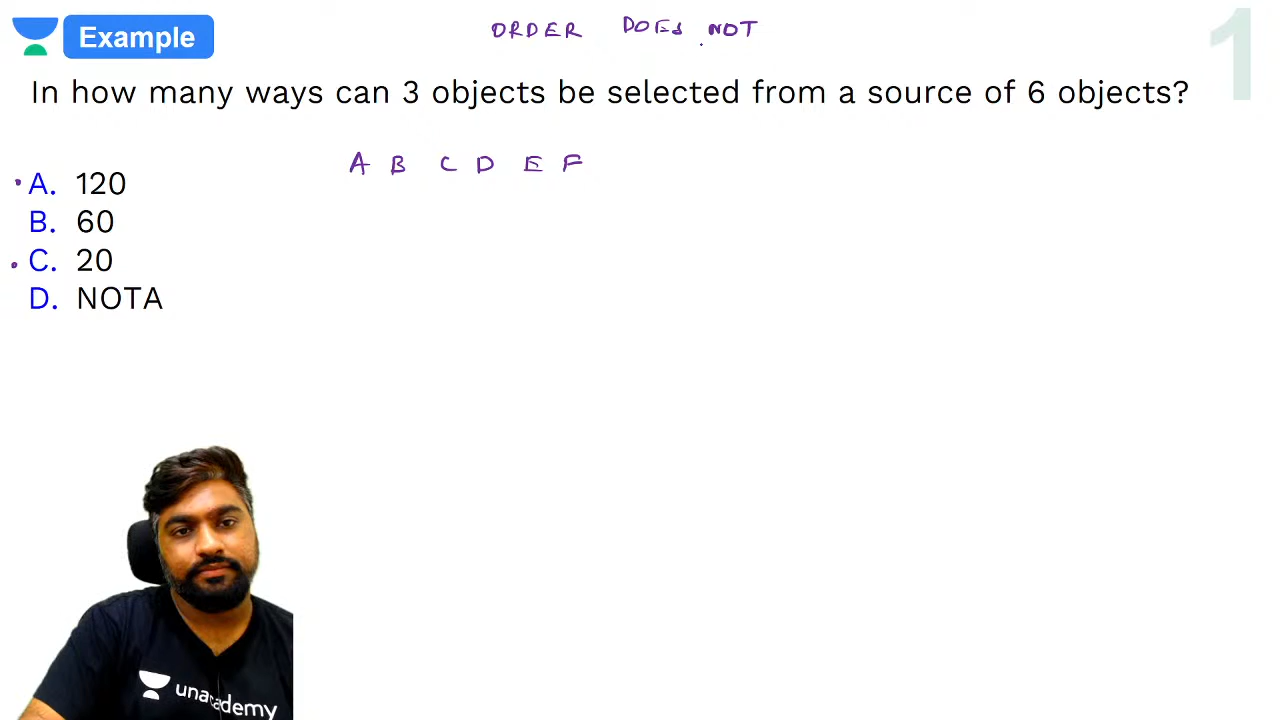 ORDER DOES NOT
Example
1
In how many ways can 3 objects be selected from a source of 6 objects?
A B C D E F
A. 120
B. 60
C. 20
D. NOTA
unacademy